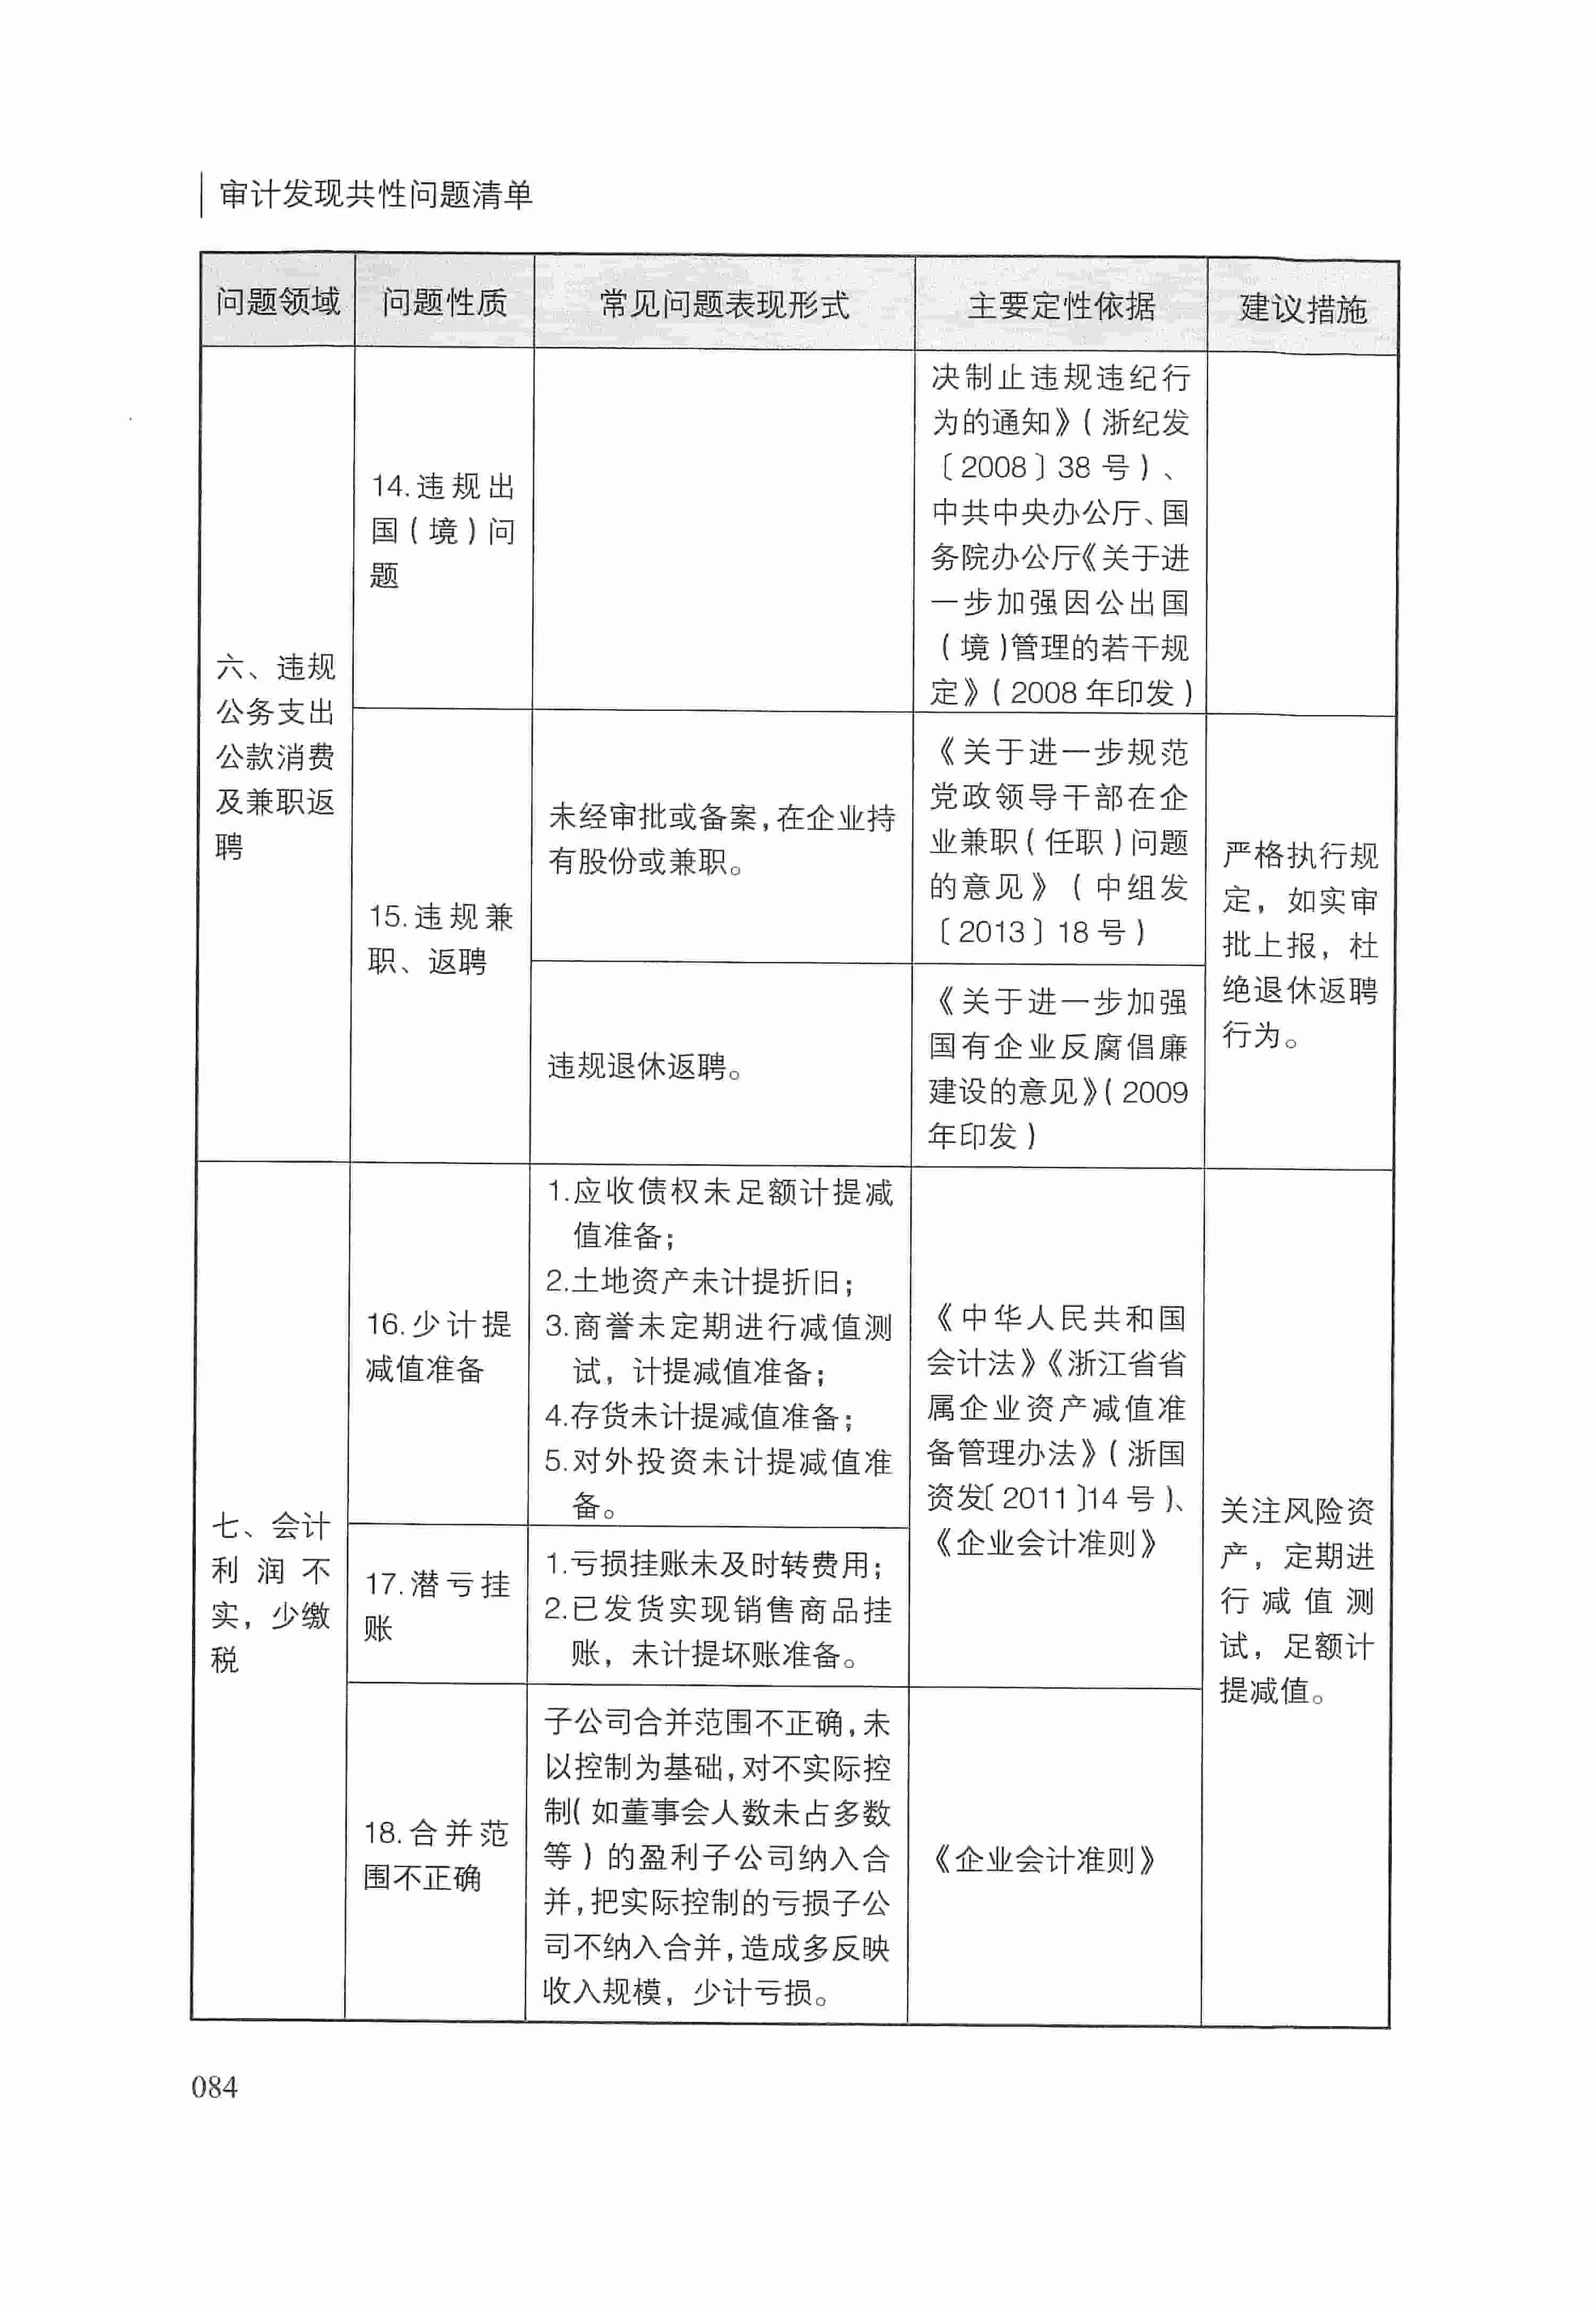 审计发现共性问题清单
问题领域
问题性质
常见问题表现形式
主要定性依据
建议措施
六、违规
公务支出
公款消费
及兼职返
聘
14.违规出
国(境)问
题
决制止违规违纪行
为的通知》(浙纪发
〔2008〕38号)、
中共中央办公厅、国
务院办公厅《关于进
一步加强因公出国
(境)管理的若干规
定》(2008年印发)
15.违规兼
职、返聘
未经审批或备案,在企业持
有股份或兼职。
《关于进一步规范
党政领导干部在企
业兼职(任职)问题
的意见》(中组发
〔2013〕18号)
严格执行规
定,如实审
批上报,杜
绝退休返聘
行为。
违规退休返聘。
《关于进一步加强
国有企业反腐倡廉
建设的意见》(2009
年印发)
七、会计
利润不
实,少缴
税
16.少计提
减值准备
1.应收债权未足额计提减
值准备;
2.土地资产未计提折旧;
3.商誉未定期进行减值测
试,计提减值准备;
4.存货未计提减值准备;
5.对外投资未计提减值准
备。
《中华人民共和国
会计法》《浙江省省
属企业资产减值准
备管理办法》(浙国
资发〔2011〕14号)、
《企业会计准则》
关注风险资
产,定期进
行减值测
试,足额计
提减值。
17.潜亏挂
账
1.亏损挂账未及时转费用;
2.已发货实现销售商品挂
账,未计提坏账准备。
18.合并范
围不正确
子公司合并范围不正确,未
以控制为基础,对不实际控
制(如董事会人数未占多数
等)的盈利子公司纳入合
并,把实际控制的亏损子公
司不纳入合并,造成多反映
收入规模,少计亏损。
《企业会计准则》
084